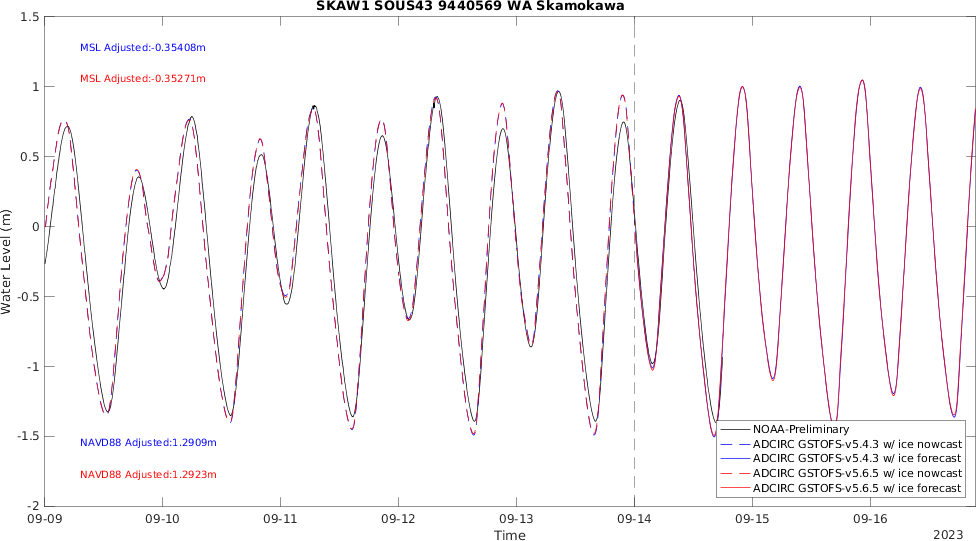 SKAW1 SOUS43 9440569 WA Skamokawa
1.5
1
0.5
0
-0.5
-1
-1.5
-2
Water Level (m)
MSL Adjusted:-0.35408m
MSL Adjusted:-0.35271m
NAVD88 Adjusted:1.2909m
NAVD88 Adjusted:1.2923m
NOAA-Preliminary
ADCIRC GSTOFS-v5.4.3 w/ ice nowcast
ADCIRC GSTOFS-v5.4.3 w/ ice forecast
ADCIRC GSTOFS-v5.6.5 w/ ice nowcast
ADCIRC GSTOFS-v5.6.5 w/ ice forecast
09-09 09-10 09-11 09-12 09-13 09-14 09-15 09-16
Time
2023